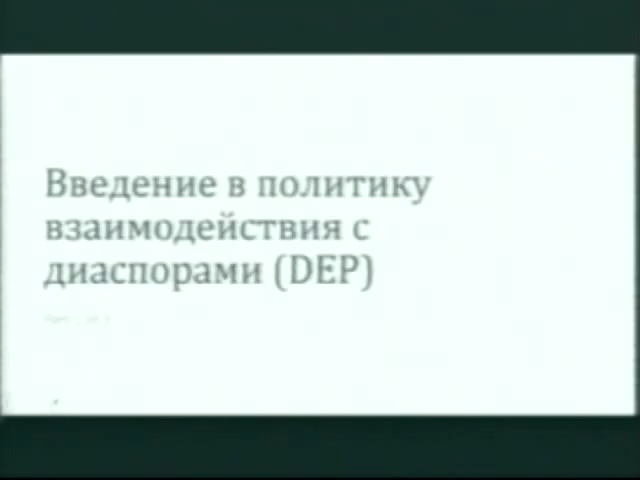 Введение в политику
взаимодействия с
диаспорами (DEP)